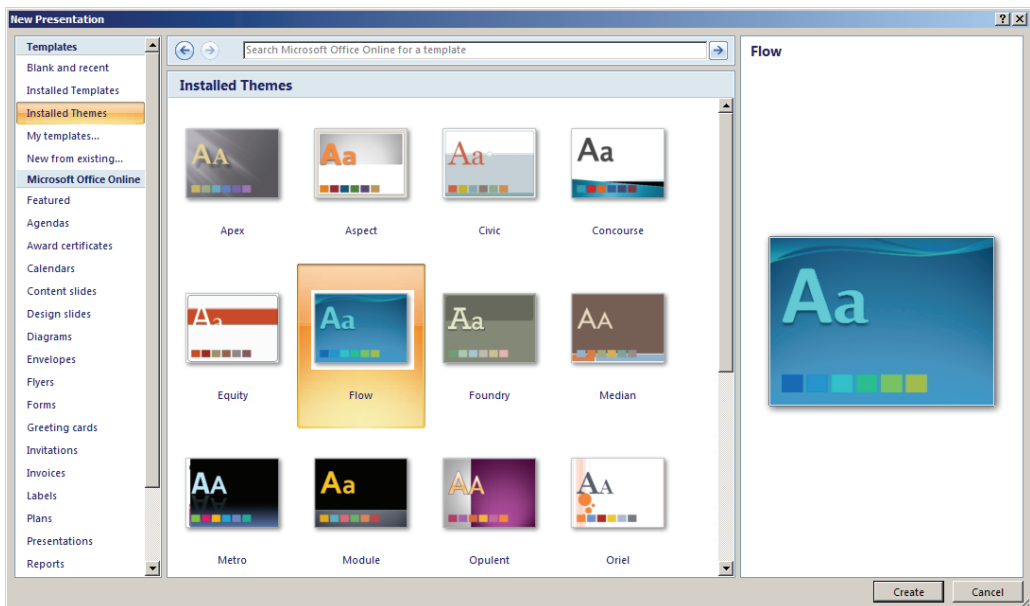 New Presentation
Templates
Blank and recent
Installed Templates
Installed Themes
My templates...
New from existing...
Microsoft Office Online
Featured
Agendas
Award certificates
Calendars
Content slides
Design slides
Diagrams
Envelopes
Flyers
Forms
Greeting cards
Invitations
Invoices
Labels
Plans
Presentations
Reports
Search Microsoft Office Online for a template
Installed Themes
AA Aa Aa Aa
Apex Aspect Civic Concourse
Aa Aa Aa AA
Equity Flow Foundry Median
AA Aa AA AA
Metro Module Opulent Oriel
Flow
Aa
Create Cancel